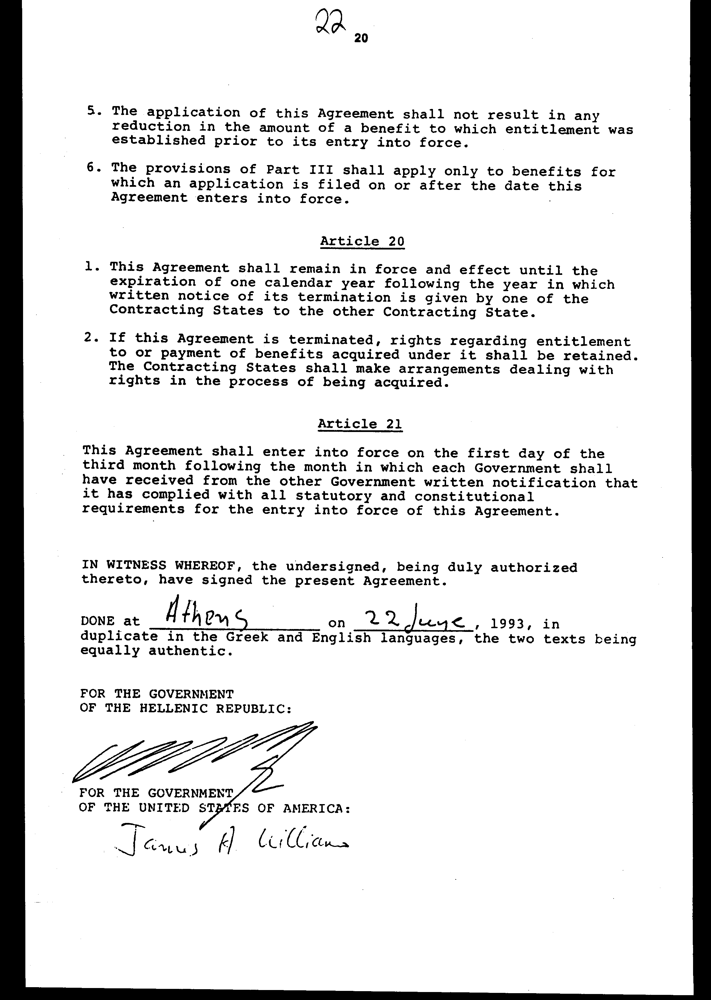 22
20
5. The application of this Agreement shall not result in any
reduction in the amount of a benefit to which entitlement was
established prior to its entry into force.
6. The provisions of Part III shall apply only to benefits for
which an application is filed on or after the date this
Agreement enters into force.
Article 20
1. This Agreement shall remain in force and effect until the
expiration of one calendar year following the year in which
written notice of its termination is given by one of the
Contracting States to the other Contracting State.
2. If this Agreement is terminated, rights regarding entitlement
to or payment of benefits acquired under it shall be retained.
The Contracting States shall make arrangements dealing with
rights in the process of being acquired.
Article 21
This Agreement shall enter into force on the first day of the
third month following the month in which each Government shall
have received from the other Government written notification that
it has complied with all statutory and constitutional
requirements for the entry into force of this Agreement.
IN WITNESS WHEREOF, the undersigned, being duly authorized
thereto, have signed the present Agreement.
DONE at Athens on 22 June, 1993, in
duplicate in the Greek and English languages, the two texts being
equally authentic.
FOR THE GOVERNMENT
OF THE HELLENIC REPUBLIC:
FOR THE GOVERNMENT
OF THE UNITED STATES OF AMERICA:
James A Williams